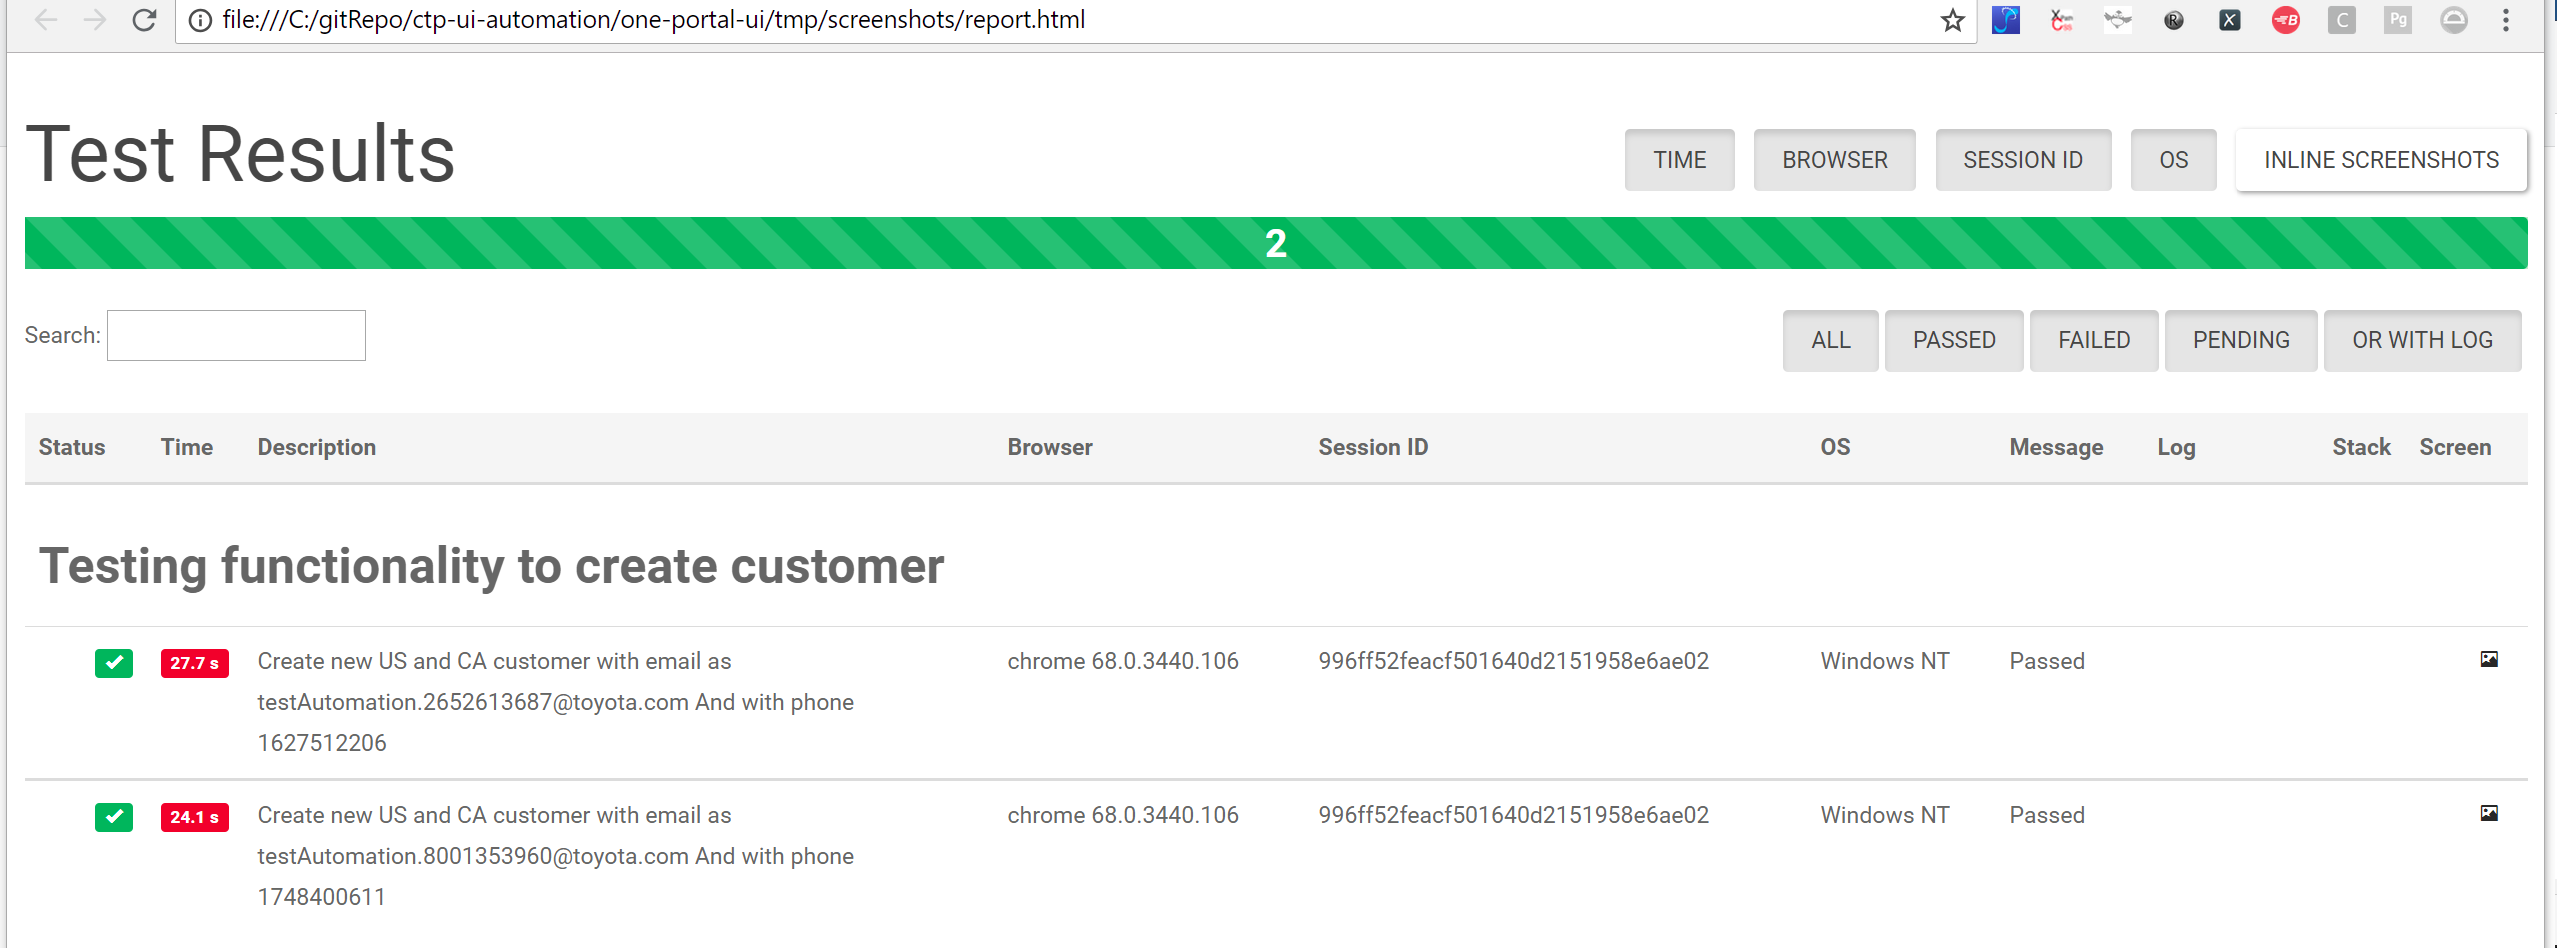 file:///C:/gitRepo/ctp-ui-automation/one-portal-ui/tmp/screenshots/report.html
Test Results
TIME BROWSER SESSION ID OS INLINE SCREENSHOTS
2
Search: ALL PASSED FAILED PENDING OR WITH LOG
Status Time Description Browser Session ID OS Message Log Stack Screen
Testing functionality to create customer
27.7 s Create new US and CA customer with email as chrome 68.0.3440.106 996ff52feacf501640d2151958e6ae02 Windows NT Passed
testAutomation.2652613687@toyota.com And with phone
1627512206
24.1 s Create new US and CA customer with email as chrome 68.0.3440.106 996ff52feacf501640d2151958e6ae02 Windows NT Passed
testAutomation.8001353960@toyota.com And with phone
1748400611